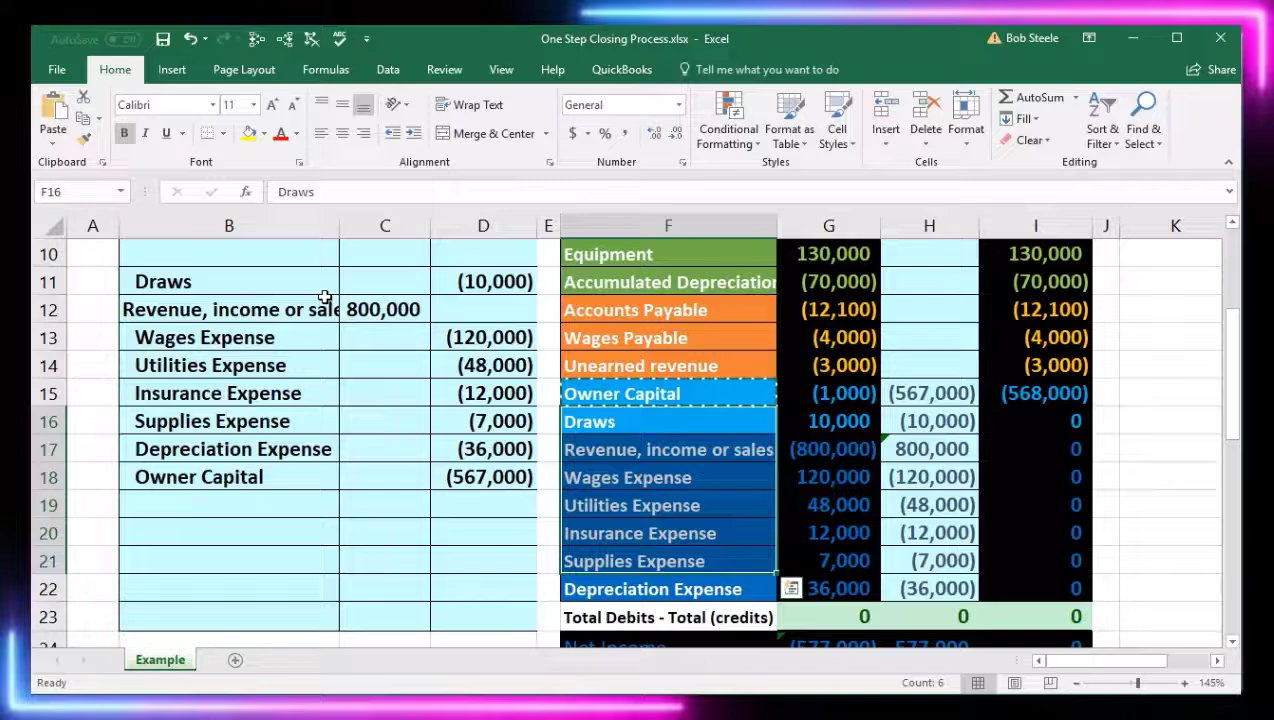 AutoSave Off One Step Closing Process.xlsx - Excel Bob Steele
File Home Insert Page Layout Formulas Data Review View Help QuickBooks Tell me what you want to do Share
Paste Calibri 11 Wrap Text General Conditional Formatting Format as Table Cell Styles Insert Delete Format AutoSum Fill Clear Sort & Filter Find & Select
B I U Merge & Center $ % ,
Clipboard Font Alignment Number Styles Cells Editing
F16 fx Draws
A B C D E F G H I J K
10 Equipment 130,000 130,000
11 Draws (10,000) Accumulated Depreciation (70,000) (70,000)
12 Revenue, income or sale 800,000 Accounts Payable (12,100) (12,100)
13 Wages Expense (120,000) Wages Payable (4,000) (4,000)
14 Utilities Expense (48,000) Unearned revenue (3,000) (3,000)
15 Insurance Expense (12,000) Owner Capital (1,000) (567,000) (568,000)
16 Supplies Expense (7,000) Draws 10,000 (10,000) 0
17 Depreciation Expense (36,000) Revenue, income or sales (800,000) 800,000 0
18 Owner Capital (567,000) Wages Expense 120,000 (120,000) 0
19 Utilities Expense 48,000 (48,000) 0
20 Insurance Expense 12,000 (12,000) 0
21 Supplies Expense 7,000 (7,000) 0
22 Depreciation Expense 36,000 (36,000) 0
23 Total Debits - Total (credits) 0 0 0
24 Net Income (577,000) 577,000
Example
Ready Count: 6 145%